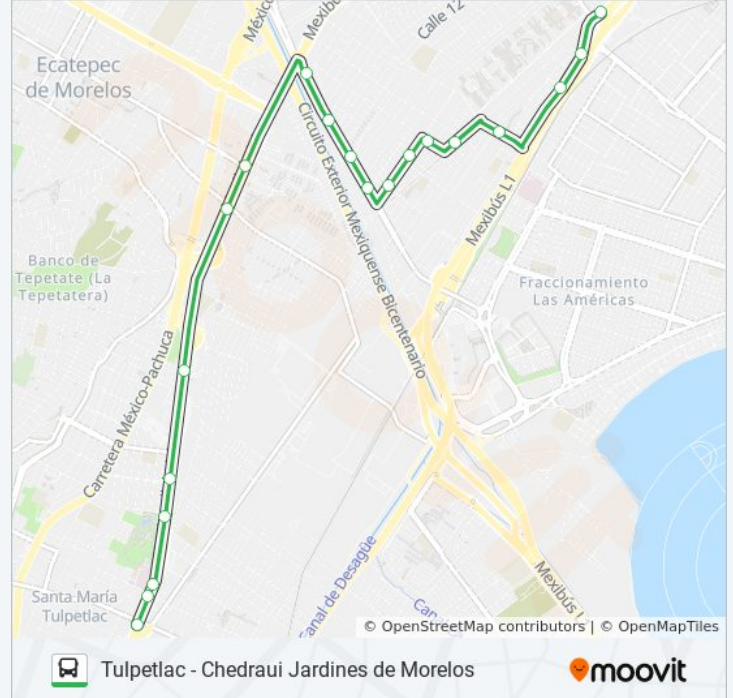 México
Mexibú
Calle 12
Ecatepec
de Morelos
Circuito Exterior Mexiquense Bicentenario
Mexibús L1
Banco de
Tepetate (La
Tepetatera)
Fraccionamiento
Las Américas
Carretera México-Pachuca
Santa María
Tulpetlac
Canal de Desagüe
Can
Mexibús L
© OpenStreetMap contributors | © OpenMapTiles
Tulpetlac - Chedraui Jardines de Morelos
moovit